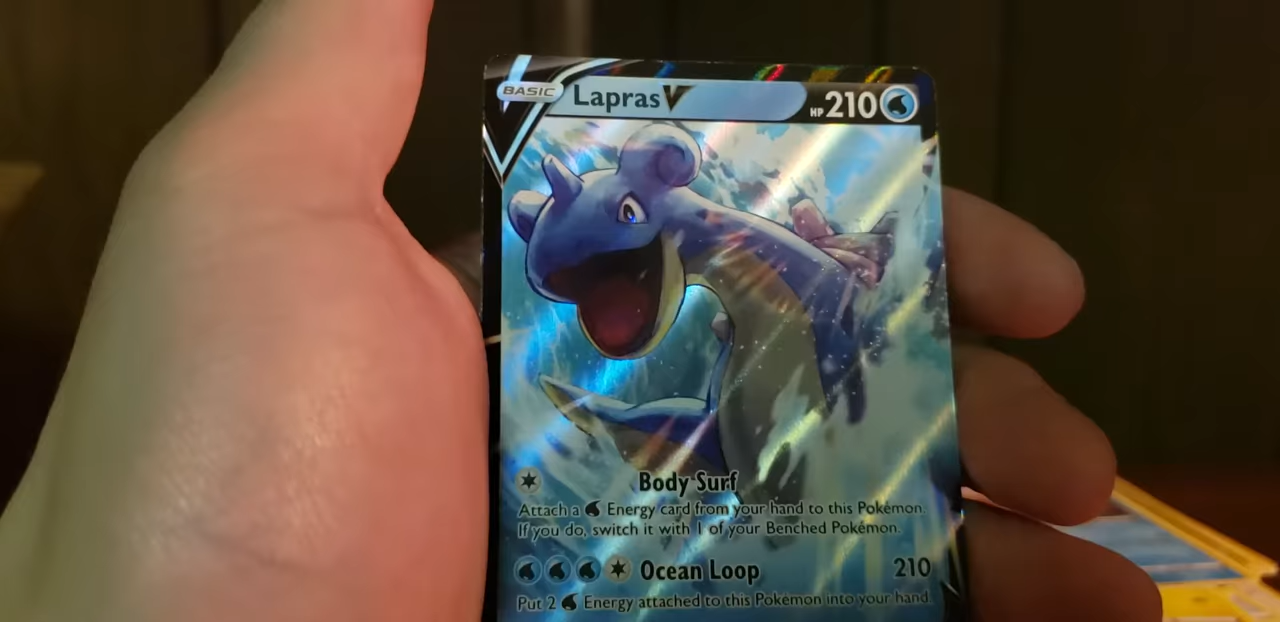 BASIC Lapras V HP 210
Body Surf
Attach a Energy card from your hand to this Pokémon.
If you do, switch it with 1 of your Benched Pokémon.
Ocean Loop 210
Put 2 Energy attached to this Pokémon into your hand.